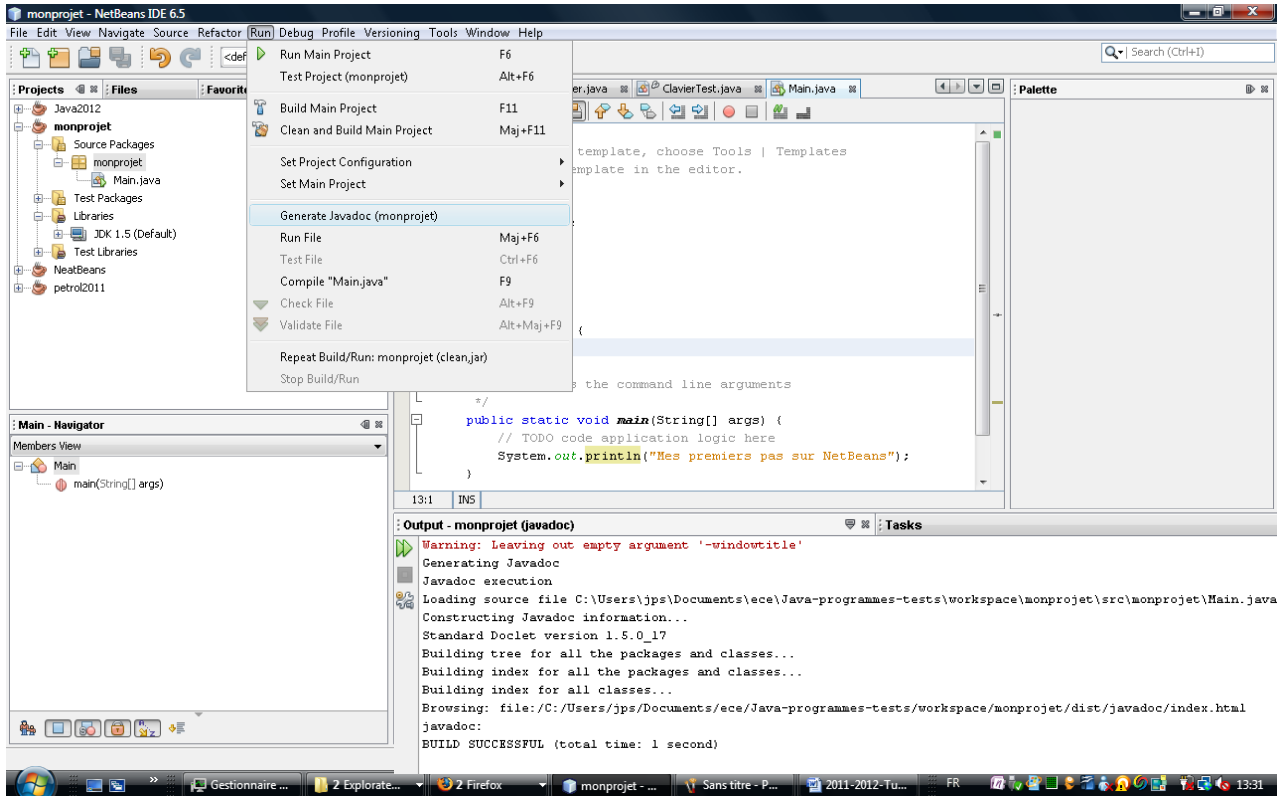 monprojet - NetBeans IDE 6.5
File Edit View Navigate Source Refactor Run Debug Profile Versioning Tools Window Help
<def
Search (Ctrl+I)
Run Main Project F6
Test Project (monprojet) Alt+F6
Build Main Project F11
Clean and Build Main Project Maj+F11
Set Project Configuration
Set Main Project
Generate Javadoc (monprojet)
Run File Maj+F6
Test File Ctrl+F6
Compile "Main.java" F9
Check File Alt+F9
Validate File Alt+Maj+F9
Repeat Build/Run: monprojet (clean,jar)
Stop Build/Run
Projects Files Favorite
Java2012
monprojet
Source Packages
monprojet
Main.java
Test Packages
Libraries
JDK 1.5 (Default)
Test Libraries
NeatBeans
petrol2011
er.java ClavierTest.java Main.java
template, choose Tools | Templates
emplate in the editor.
;
{
s the command line arguments
*/
public static void main(String[] args) {
// TODO code application logic here
System.out.println("Mes premiers pas sur NetBeans");
}
13:1 INS
Palette
Main - Navigator
Members View
Main
main(String[] args)
Output - monprojet (javadoc) Tasks
Warning: Leaving out empty argument '-windowtitle'
Generating Javadoc
Javadoc execution
Loading source file C:\Users\jps\Documents\ece\Java-programmes-tests\workspace\monprojet\src\monprojet\Main.java
Constructing Javadoc information...
Standard Doclet version 1.5.0_17
Building tree for all the packages and classes...
Building index for all the packages and classes...
Building index for all classes...
Browsing: file:/C:/Users/jps/Documents/ece/Java-programmes-tests/workspace/monprojet/dist/javadoc/index.html
javadoc:
BUILD SUCCESSFUL (total time: 1 second)
Gestionnaire ... 2 Explorate... 2 Firefox monprojet - ... Sans titre - P... 2011-2012-Tu... FR 13:31